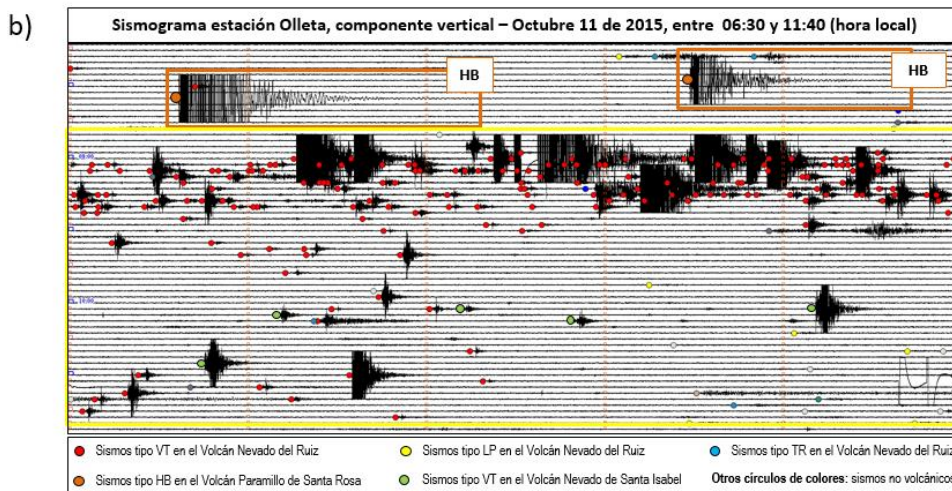 b)
Sismograma estación Olleta, componente vertical – Octubre 11 de 2015, entre 06:30 y 11:40 (hora local)
HB
HB
Sismos tipo VT en el Volcán Nevado del Ruiz
Sismos tipo LP en el Volcán Nevado del Ruiz
Sismos tipo TR en el Volcán Nevado del Ruiz
Sismos tipo HB en el Volcán Paramillo de Santa Rosa
Sismos tipo VT en el Volcán Nevado de Santa Isabel
Otros círculos de colores: sismos no volcánico